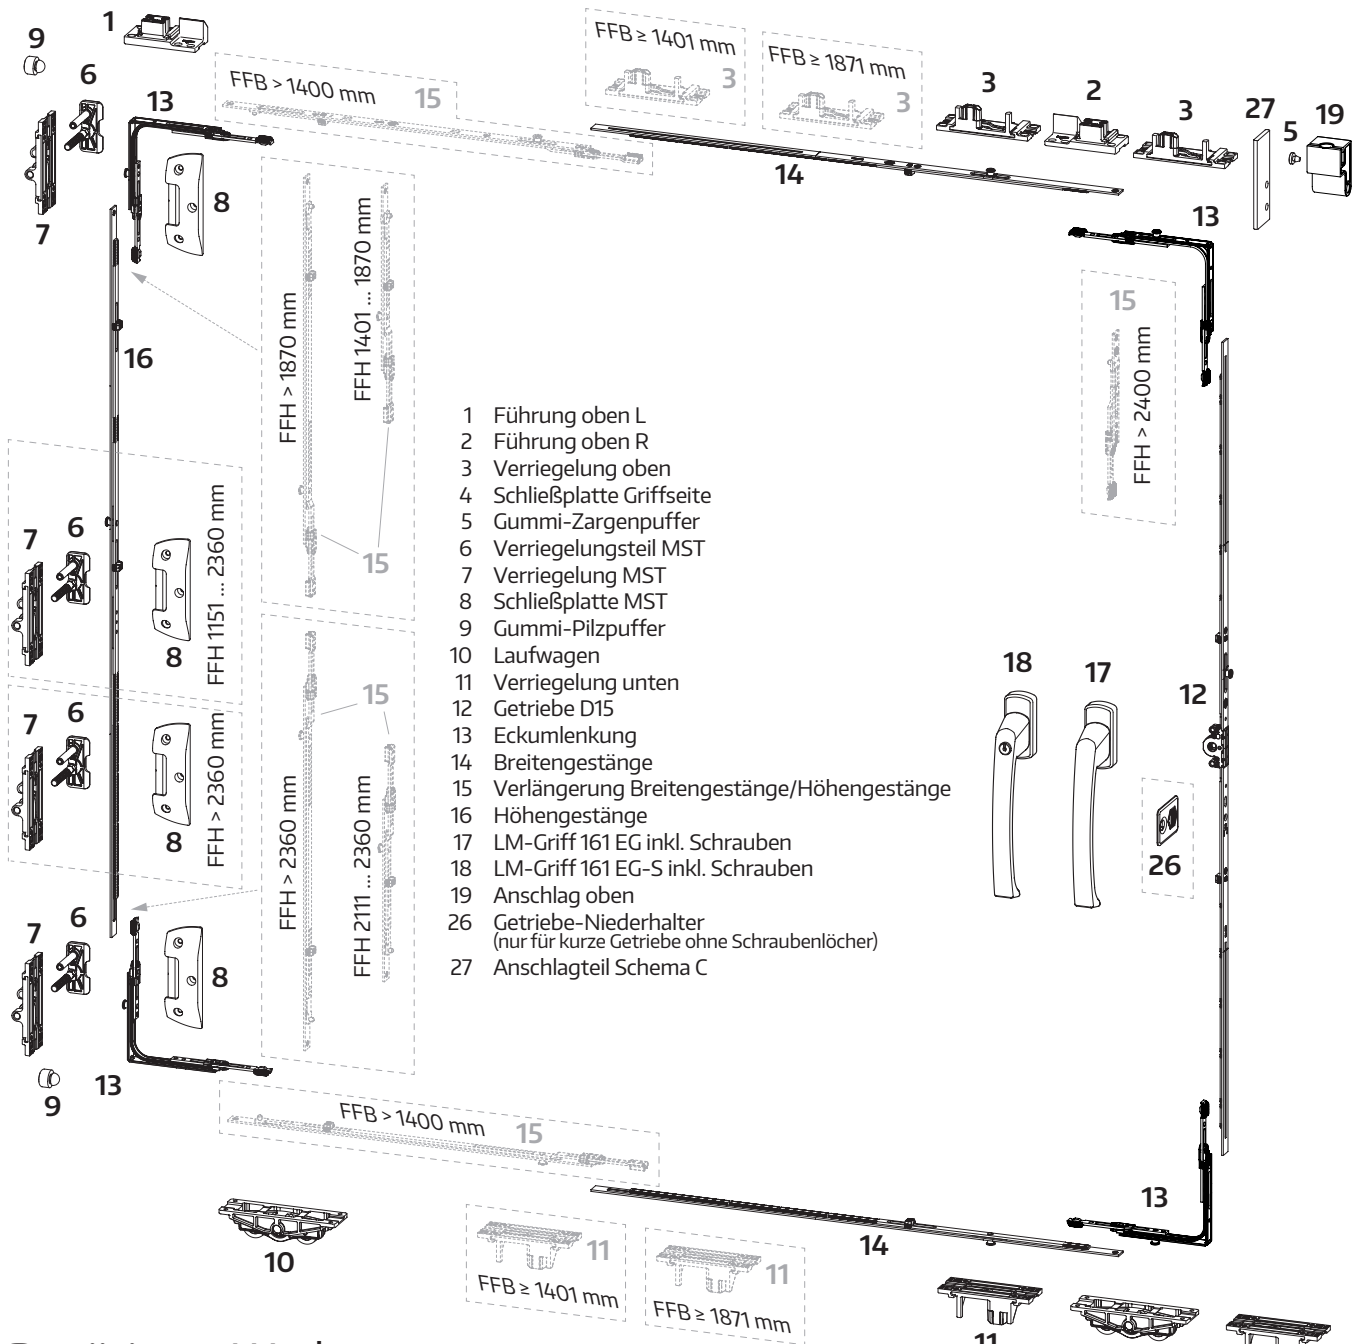 1
9
6
13
7
8
FFB > 1400 mm 15
FFB ≥ 1401 mm
3
FFB ≥ 1871 mm
3
3
2
3
27
5
19
14
13
16
FFH > 1870 mm
FFH 1401 ... 1870 mm
15
15
FFH > 2400 mm
1 Führung oben L
2 Führung oben R
3 Verriegelung oben
4 Schließplatte Griffseite
5 Gummi-Zargenpuffer
6 Verriegelungsteil MST
7 Verriegelung MST
8 Schließplatte MST
9 Gummi-Pilzpuffer
10 Laufwagen
11 Verriegelung unten
12 Getriebe D15
13 Eckumlenkung
14 Breitengestänge
15 Verlängerung Breitengestänge/Höhengestänge
16 Höhengestänge
17 LM-Griff 161 EG inkl. Schrauben
18 LM-Griff 161 EG-S inkl. Schrauben
19 Anschlag oben
26 Getriebe-Niederhalter
(nur für kurze Getriebe ohne Schraubenlöcher)
27 Anschlagteil Schema C
7
6
8
FFH 1151 ... 2360 mm
7
6
8
FFH > 2360 mm
15
FFH > 2360 mm
FFH 2111 ... 2360 mm
18
17
12
26
7
6
8
13
9
FFB > 1400 mm 15
10
11
FFB ≥ 1401 mm
11
FFB ≥ 1871 mm
14
13
11